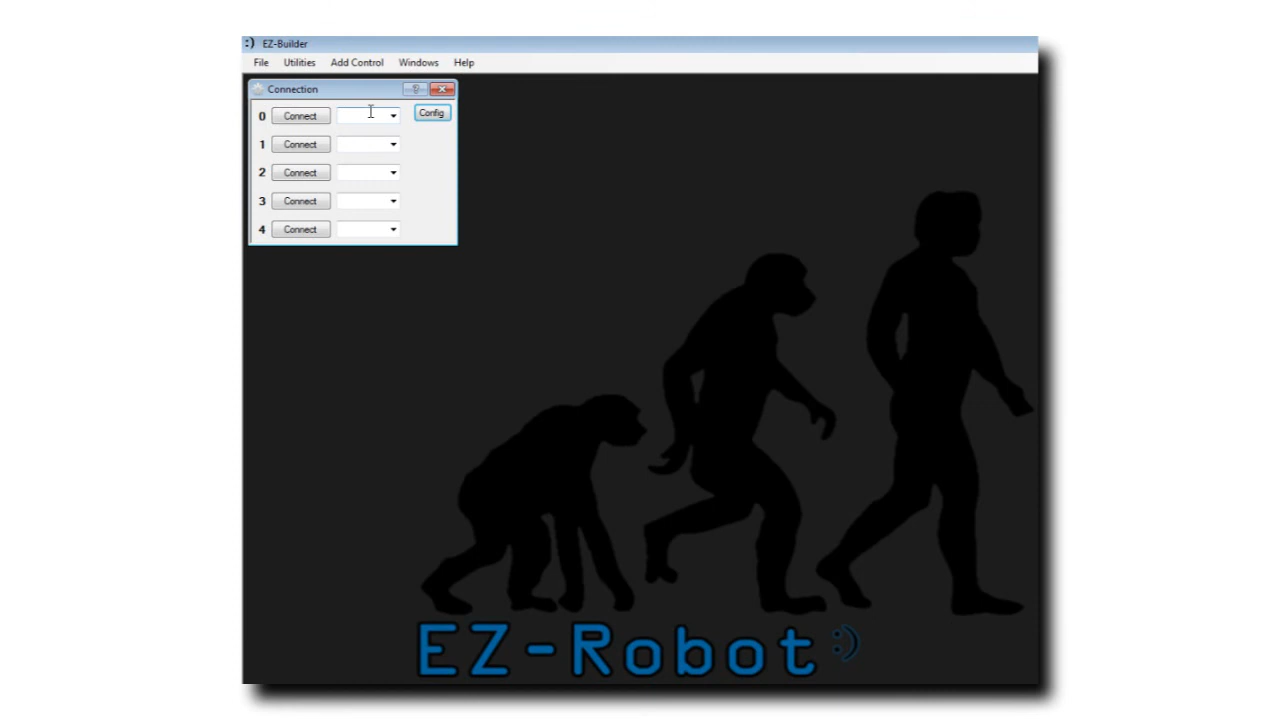 :) EZ-Builder
File Utilities Add Control Windows Help
Connection ?
0 Connect Config
1 Connect
2 Connect
3 Connect
4 Connect
EZ-Robot :)